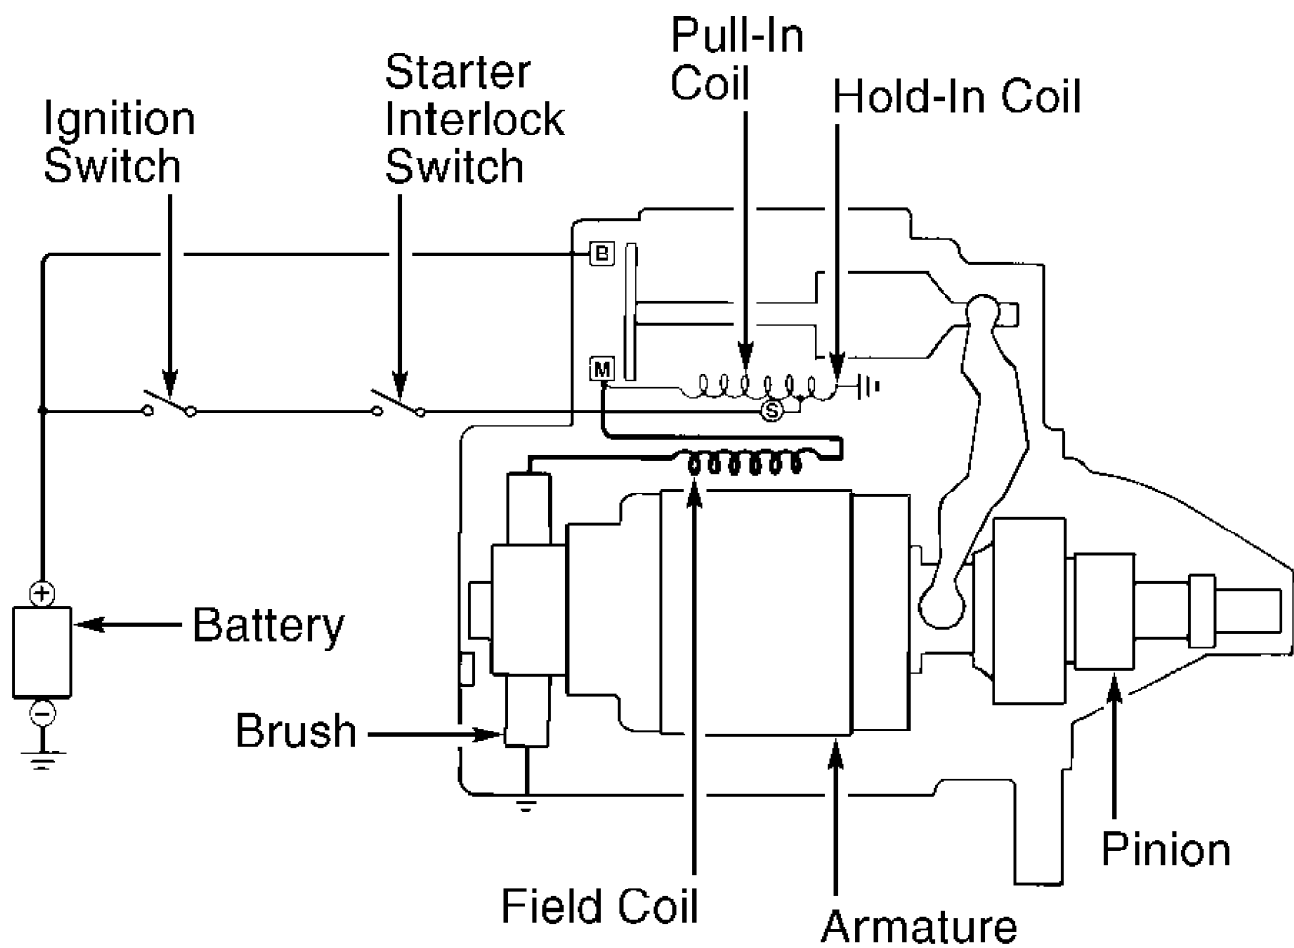 Pull-In
Coil
Starter
Interlock
Switch
Hold-In Coil
Ignition
Switch
B
M
S
+
Battery
−
Brush
Pinion
Field Coil
Armature